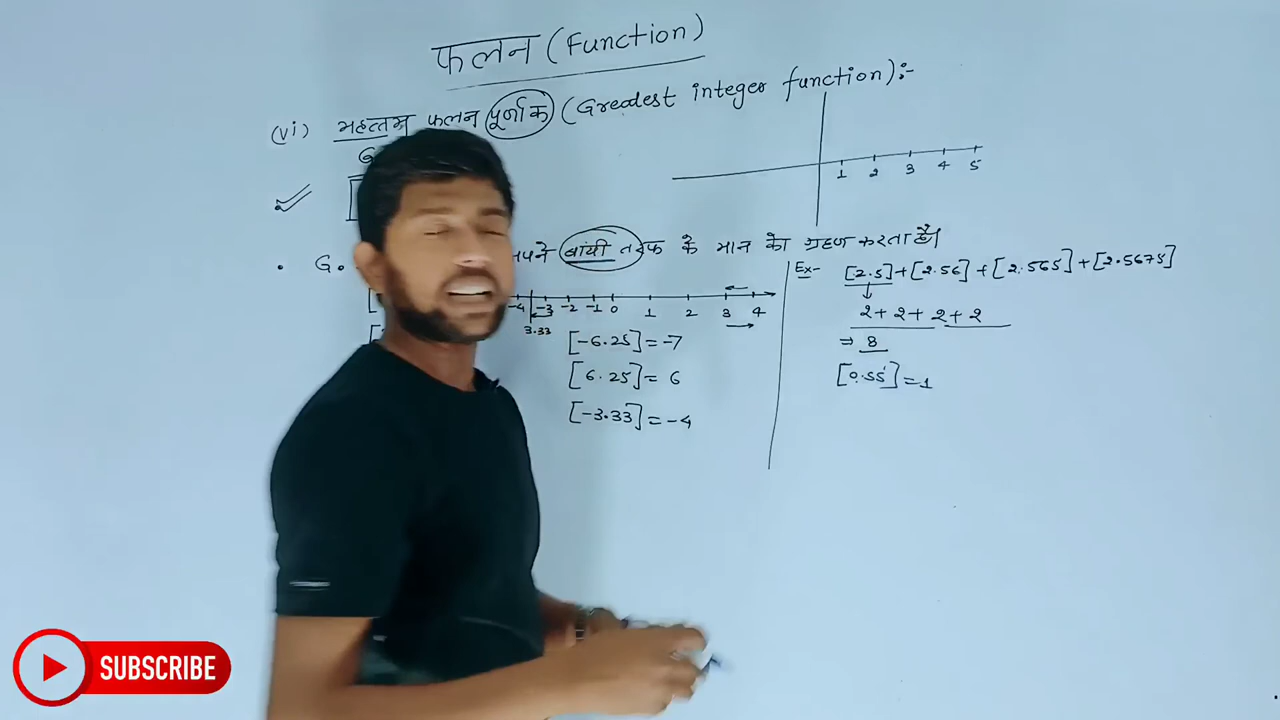 फलन (Function)
(vi) महत्तम फलन पूर्णांक (Greatest integer function):-
1 2 3 4 5
बांयी तरफ के मान को ग्रहण करता है।
• G.
-4 -3 -2 -1 0 1 2 3 4
3.33
[-6.25] = -7
[6.25] = 6
[-3.33] = -4
Ex- [2.5] + [2.56] + [2.565] + [2.5675]
2 + 2 + 2 + 2
⇒ 8
[0.55] = 1
SUBSCRIBE